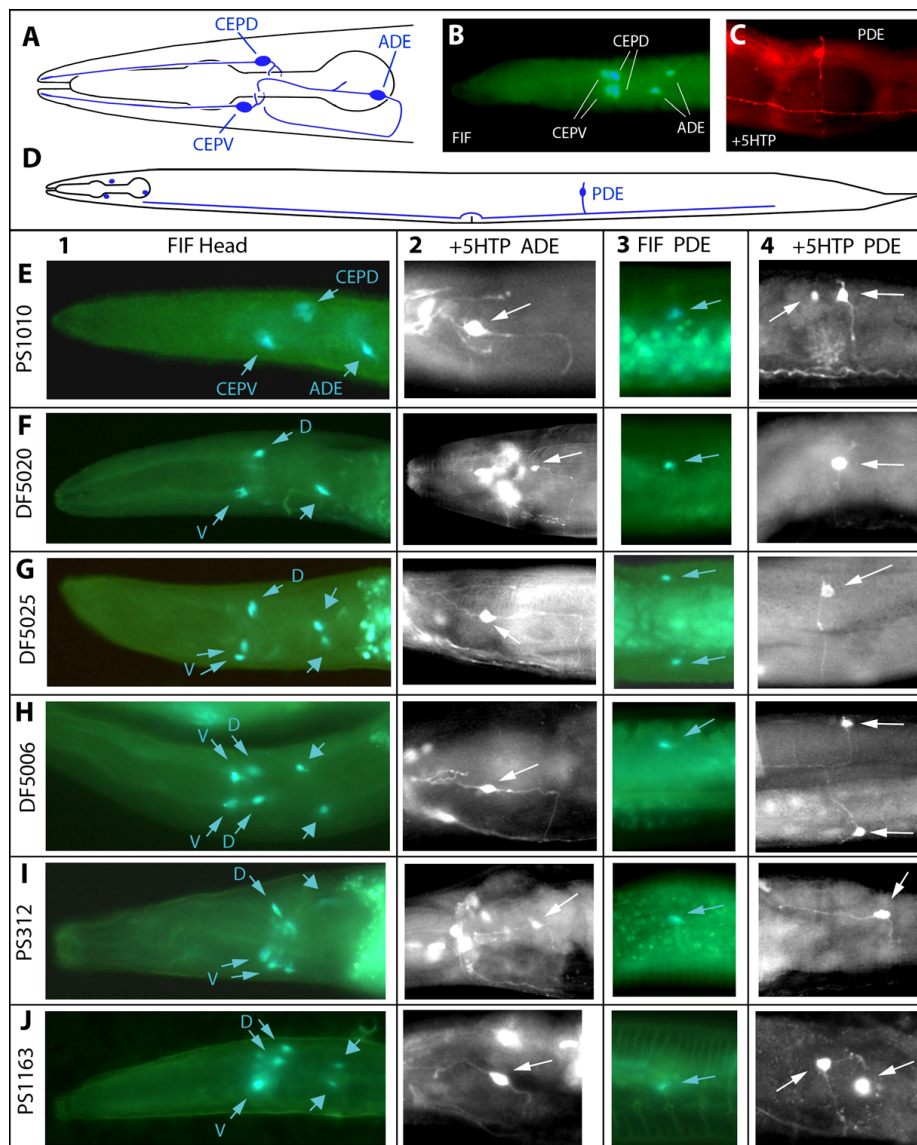 A
CEPD
ADE
CEPV
B
CEPD
CEPV
ADE
FIF
C
PDE
+5HTP
D
PDE
1 FIF Head
2 +5HTP ADE
3 FIF PDE
4 +5HTP PDE
E
PS1010
CEPD
CEPV
ADE
F
DF5020
D
V
G
DF5025
D
V
H
DF5006
V
D
V
D
I
PS312
D
V
J
PS1163
D
V